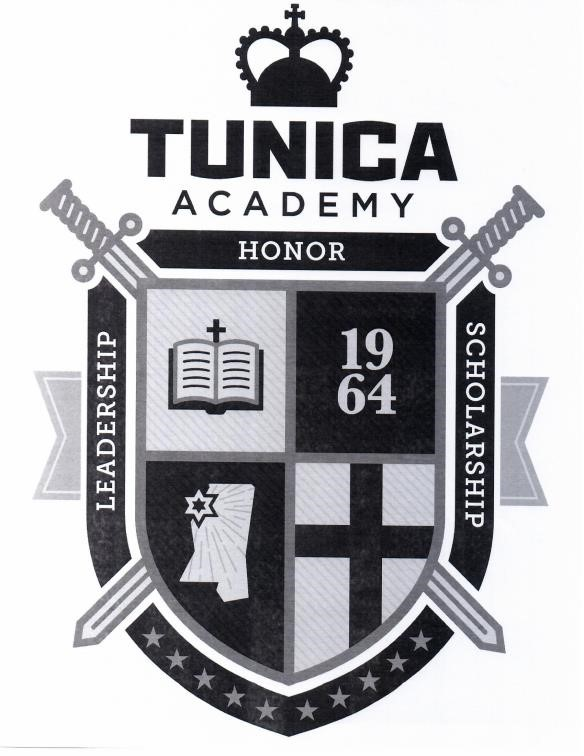 TUNICA
ACADEMY
HONOR
LEADERSHIP
19
64
SCHOLARSHIP